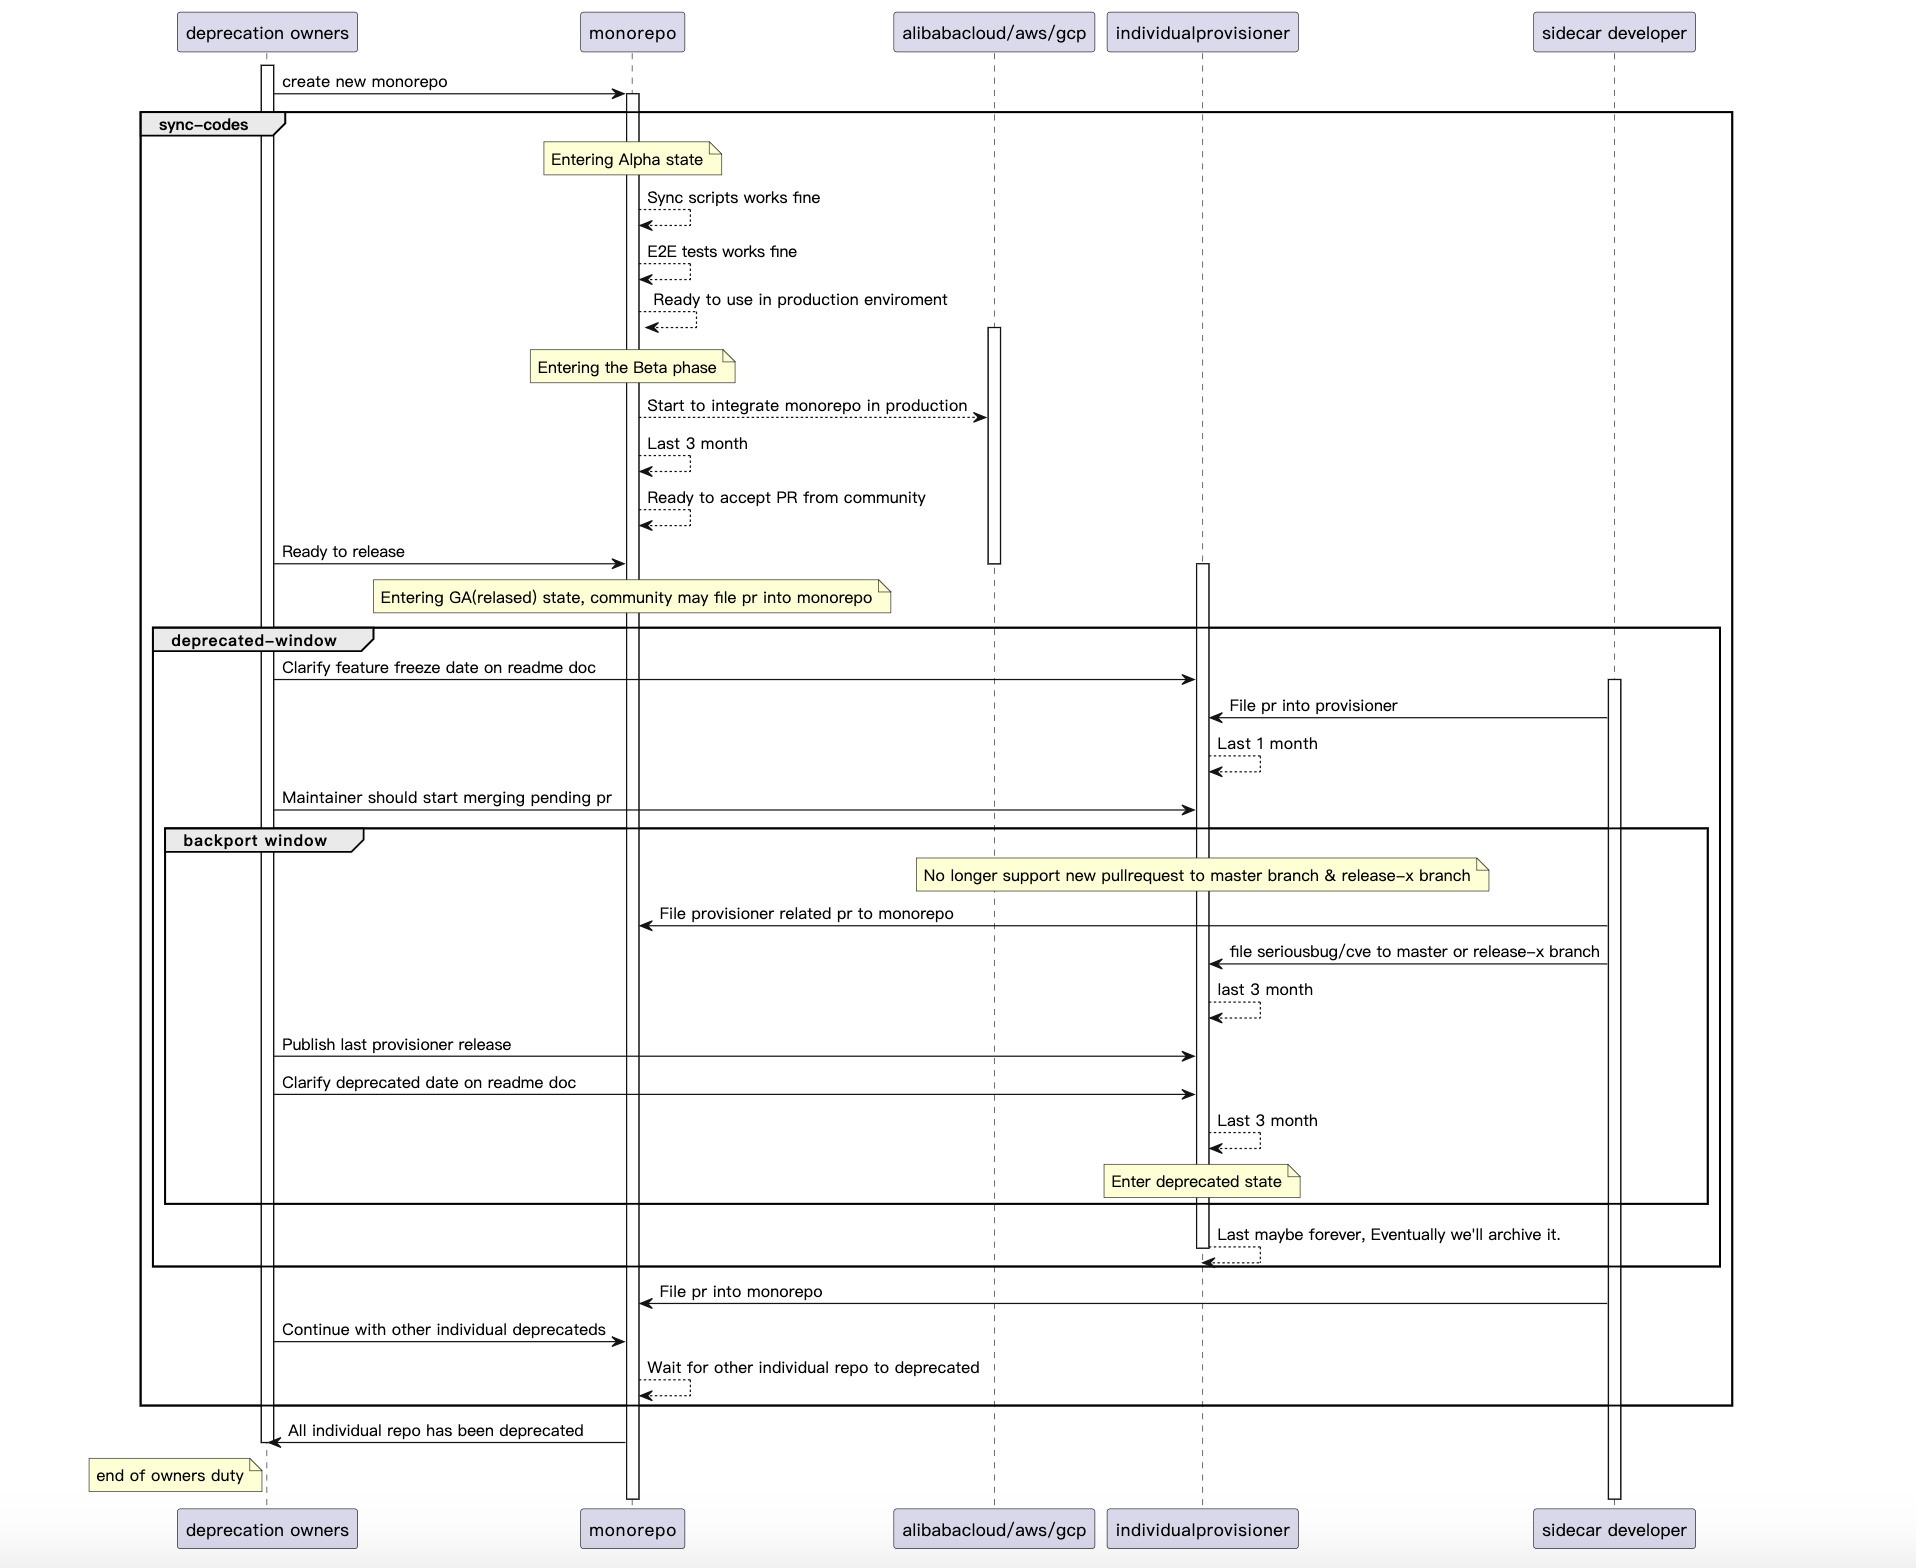 deprecation owners
monorepo
alibabacloud/aws/gcp
individualprovisioner
sidecar developer
create new monorepo
sync-codes
Entering Alpha state
Sync scripts works fine
E2E tests works fine
Ready to use in production enviroment
Entering the Beta phase
Start to integrate monorepo in production
Last 3 month
Ready to accept PR from community
Ready to release
Entering GA(relased) state, community may file pr into monorepo
deprecated-window
Clarify feature freeze date on readme doc
File pr into provisioner
Last 1 month
Maintainer should start merging pending pr
backport window
No longer support new pullrequest to master branch & release-x branch
File provisioner related pr to monorepo
file seriousbug/cve to master or release-x branch
last 3 month
Publish last provisioner release
Clarify deprecated date on readme doc
Last 3 month
Enter deprecated state
Last maybe forever, Eventually we'll archive it.
File pr into monorepo
Continue with other individual deprecateds
Wait for other individual repo to deprecated
All individual repo has been deprecated
end of owners duty
deprecation owners
monorepo
alibabacloud/aws/gcp
individualprovisioner
sidecar developer